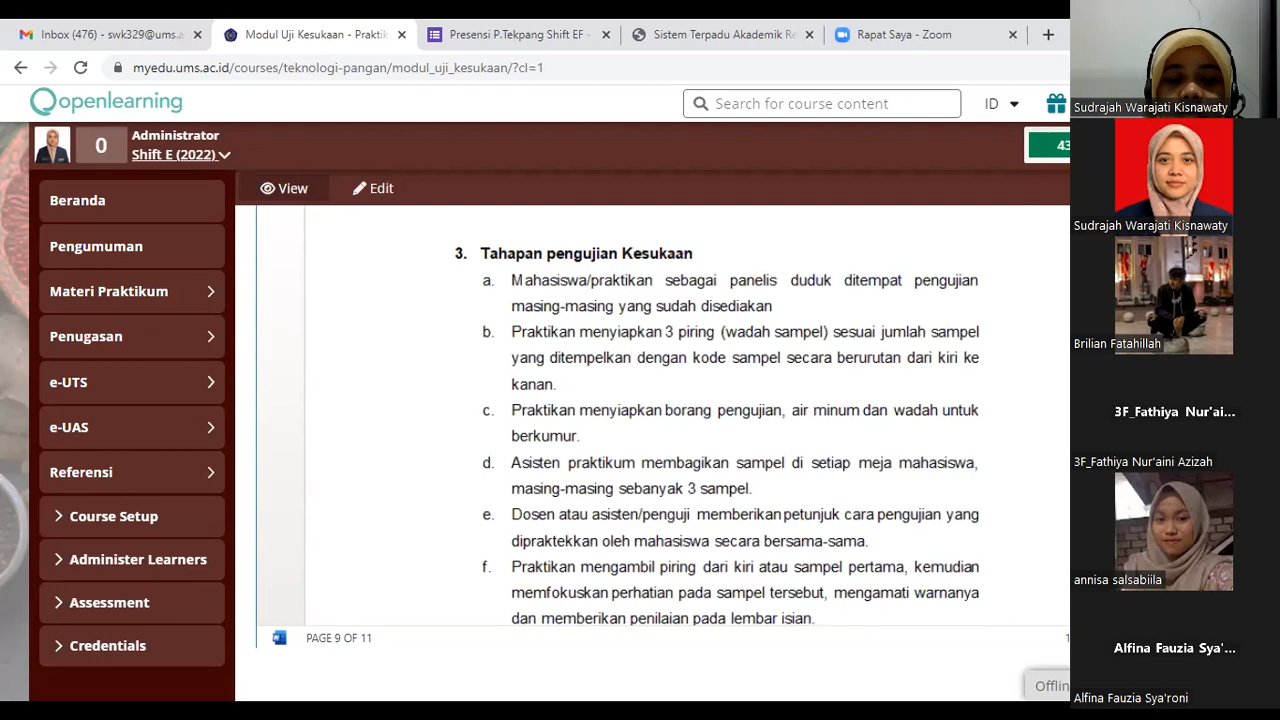 Inbox (476) - swk329@ums.a
Modul Uji Kesukaan - Praktik
Presensi P.Tekpang Shift EF -
Sistem Terpadu Akademik Re
Rapat Saya - Zoom
myedu.ums.ac.id/courses/teknologi-pangan/modul_uji_kesukaan/?cl=1
openlearning
Search for course content
ID
0
Administrator
Shift E (2022)
43
View
Edit
Beranda
Pengumuman
Materi Praktikum
Penugasan
e-UTS
e-UAS
Referensi
Course Setup
Administer Learners
Assessment
Credentials
3. Tahapan pengujian Kesukaan
a. Mahasiswa/praktikan sebagai panelis duduk ditempat pengujian
masing-masing yang sudah disediakan
b. Praktikan menyiapkan 3 piring (wadah sampel) sesuai jumlah sampel
yang ditempelkan dengan kode sampel secara berurutan dari kiri ke
kanan.
c. Praktikan menyiapkan borang pengujian, air minum dan wadah untuk
berkumur.
d. Asisten praktikum membagikan sampel di setiap meja mahasiswa,
masing-masing sebanyak 3 sampel.
e. Dosen atau asisten/penguji memberikan petunjuk cara pengujian yang
dipraktekkan oleh mahasiswa secara bersama-sama.
f. Praktikan mengambil piring dari kiri atau sampel pertama, kemudian
memfokuskan perhatian pada sampel tersebut, mengamati warnanya
dan memberikan penilaian pada lembar isian.
PAGE 9 OF 11
1
Offlin
Sudrajah Warajati Kisnawaty
Sudrajah Warajati Kisnawaty
Brilian Fatahillah
3F_Fathiya Nur'ai...
3F_Fathiya Nur'aini Azizah
annisa salsabiila
Alfina Fauzia Sya'...
Alfina Fauzia Sya'roni